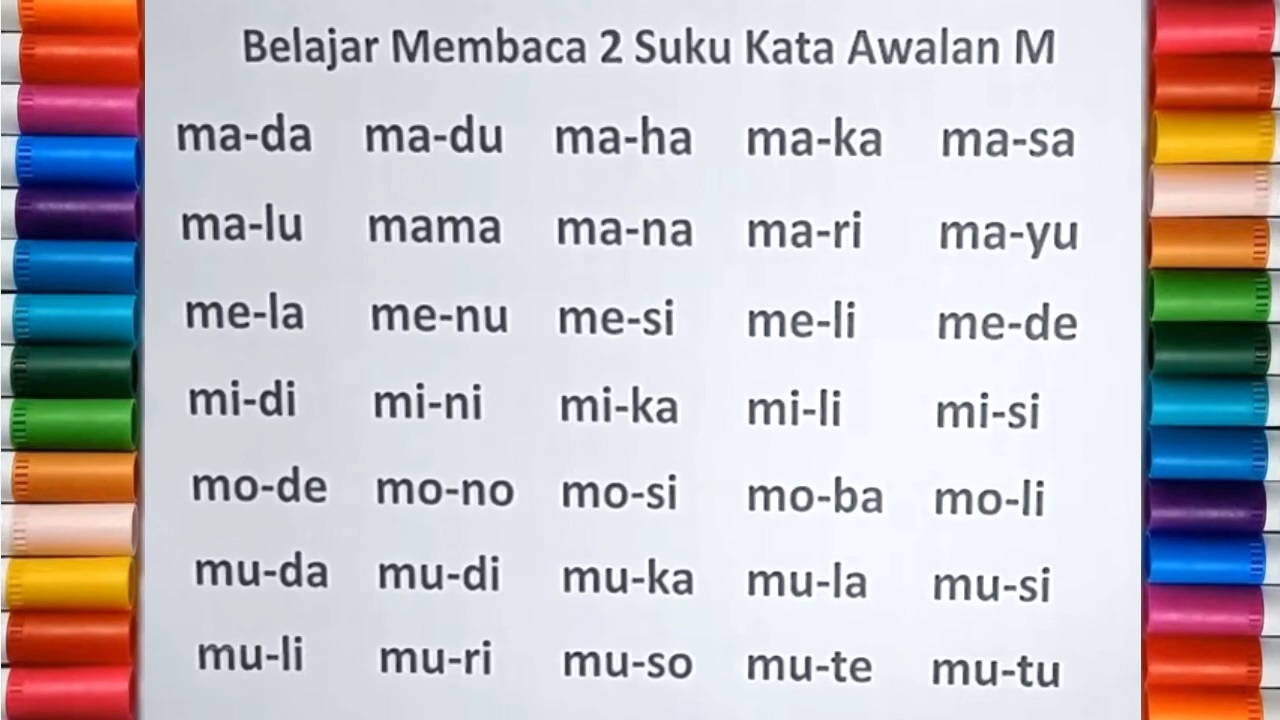 Belajar Membaca 2 Suku Kata Awalan M
ma-da ma-du ma-ha ma-ka ma-sa
ma-lu mama ma-na ma-ri ma-yu
me-la me-nu me-si me-li me-de
mi-di mi-ni mi-ka mi-li mi-si
mo-de mo-no mo-si mo-ba mo-li
mu-da mu-di mu-ka mu-la mu-si
mu-li mu-ri mu-so mu-te mu-tu